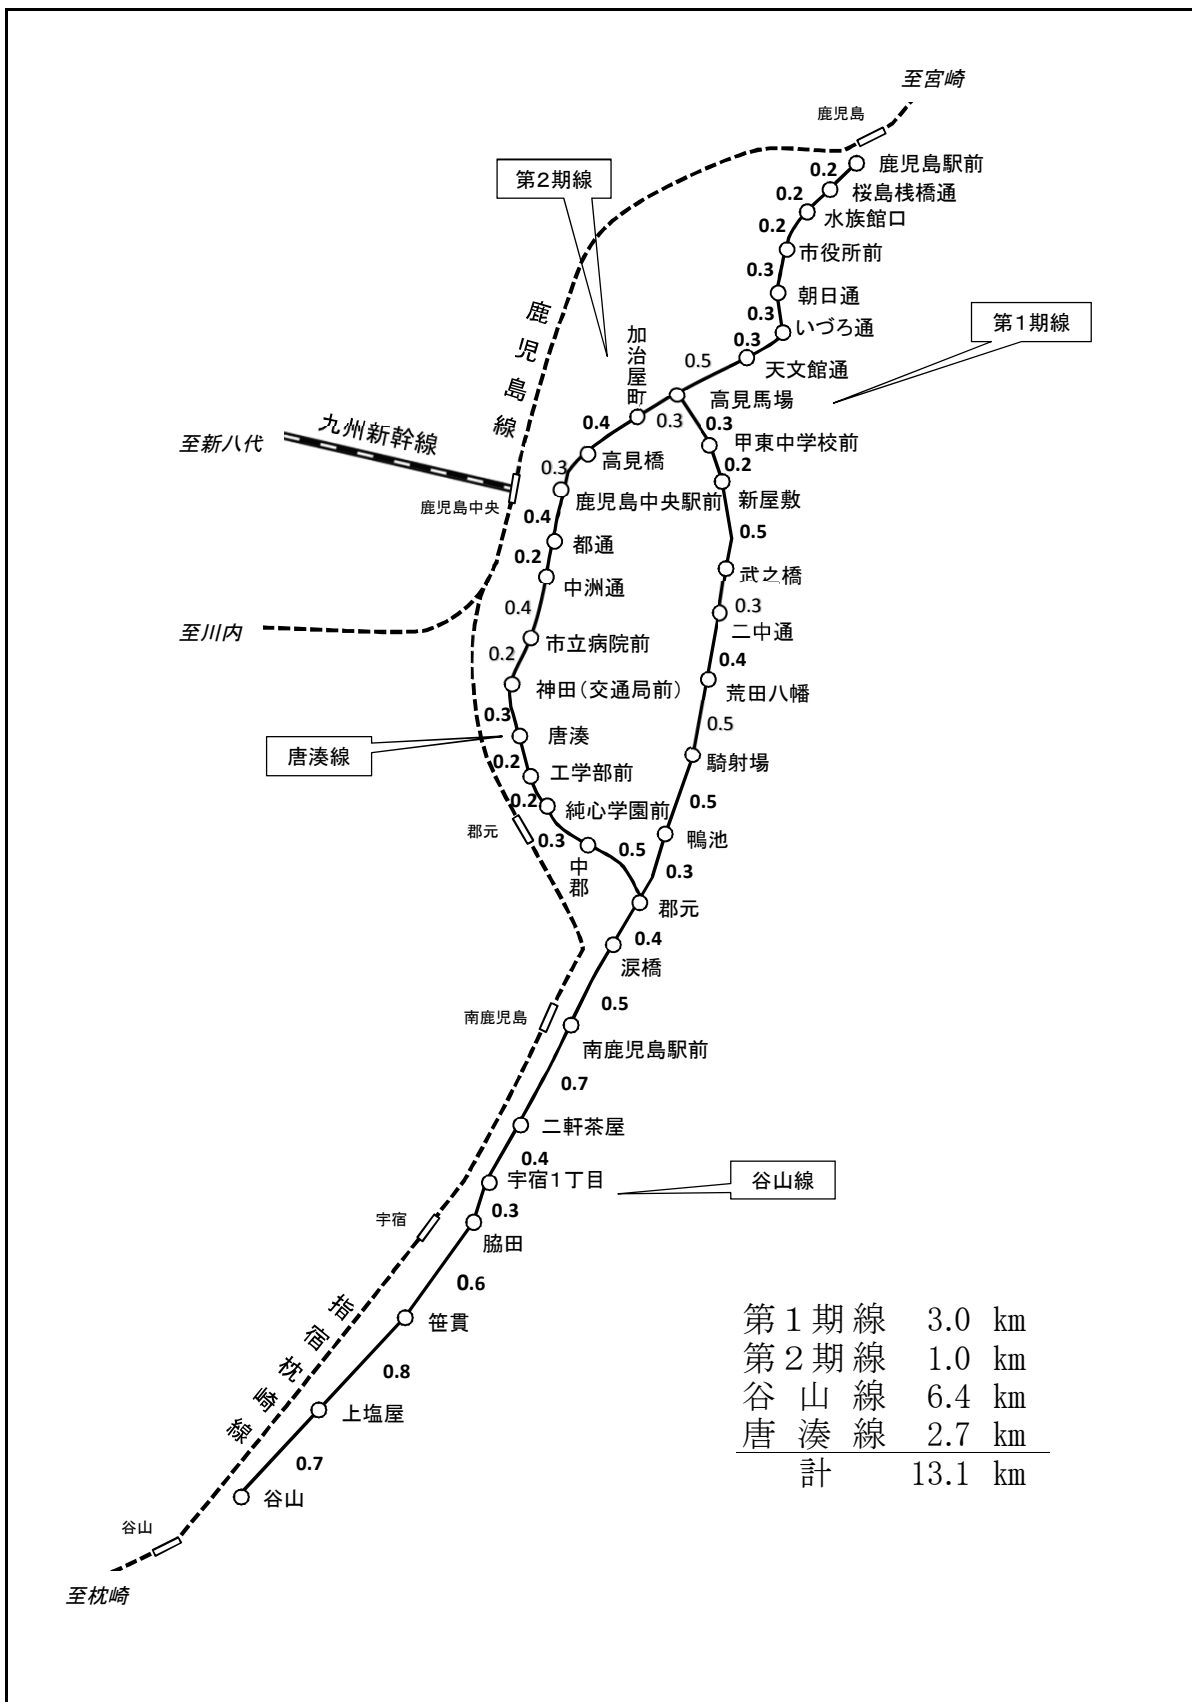 至宮崎
鹿児島
鹿児島駅前
0.2
桜島桟橋通
0.2
水族館口
0.2
市役所前
0.3
朝日通
0.3
いづろ通
0.3
天文館通
0.5
高見馬場
第2期線
第1期線
鹿児島線
九州新幹線
至新八代
鹿児島中央
至川内
0.3
加治屋町
0.4
高見橋
0.3
鹿児島中央駅前
0.4
都通
0.2
中洲通
0.4
市立病院前
0.2
神田(交通局前)
0.3
唐湊
0.2
工学部前
0.2
純心学園前
0.3
中郡
0.5
唐湊線
郡元
0.3
甲東中学校前
0.2
新屋敷
0.5
武之橋
0.3
二中通
0.4
荒田八幡
0.5
騎射場
0.5
鴨池
0.3
郡元
0.4
涙橋
0.5
南鹿児島
南鹿児島駅前
0.7
二軒茶屋
0.4
宇宿1丁目
谷山線
0.3
宇宿
脇田
0.6
笹貫
0.8
上塩屋
0.7
谷山
指宿枕崎線
谷山
至枕崎
第1期線 3.0 km
第2期線 1.0 km
谷山線 6.4 km
唐湊線 2.7 km
計 13.1 km